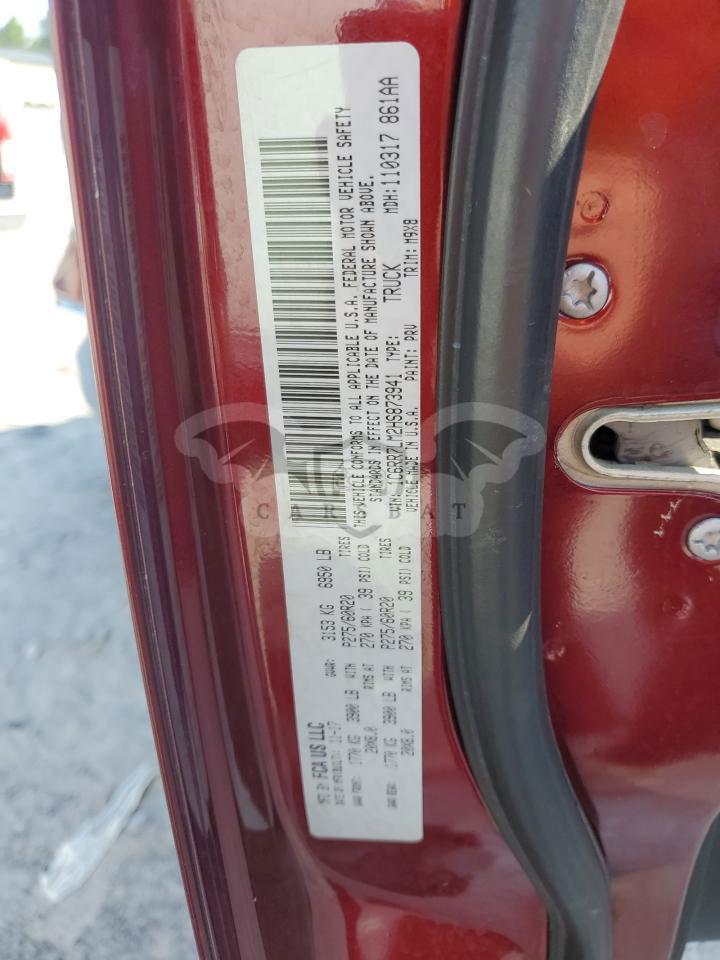 MFD BY: FCA US LLC
DATE OF MFR(BUILT): 11-17 GVWR: 3153 KG 6950 LB
GAWR FRONT: 1770 KG 3900 LB WITH P275/60R20 TIRES
20X8.0 RIMS AT 270 KPA ( 39 PSI) COLD
GAWR REAR: 1770 KG 3900 LB WITH P275/60R20 TIRES
20X8.0 RIMS AT 270 KPA ( 39 PSI) COLD
THIS VEHICLE CONFORMS TO ALL APPLICABLE U.S.A. FEDERAL MOTOR VEHICLE SAFETY
STANDARDS IN EFFECT ON THE DATE OF MANUFACTURE SHOWN ABOVE.
VIN: 1C6RR7LM2HS873941 TYPE: TRUCK MDH: 110317 861AA
VEHICLE MADE IN U.S.A. PAINT: PRV TRIM: M9X8